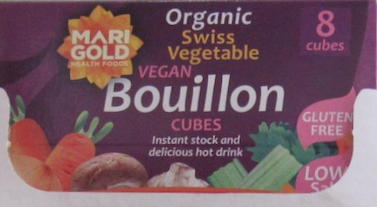 MARI
GOLD
HEALTH FOODS
Organic
Swiss
Vegetable
8
cubes
VEGAN
Bouillon
CUBES
Instant stock and
delicious hot drink
GLUTEN
FREE
LOW